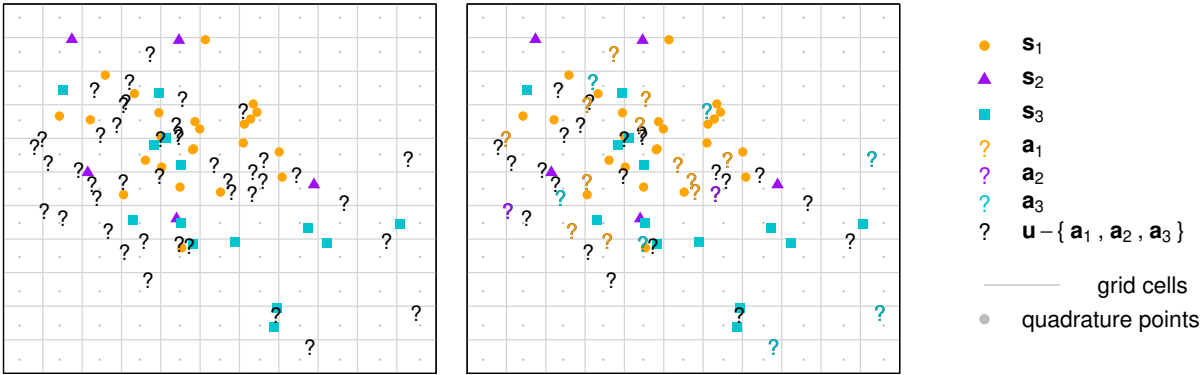 s₁
s₂
s₃
? a₁
? a₂
? a₃
? u – { a₁ , a₂ , a₃ }
grid cells
quadrature points